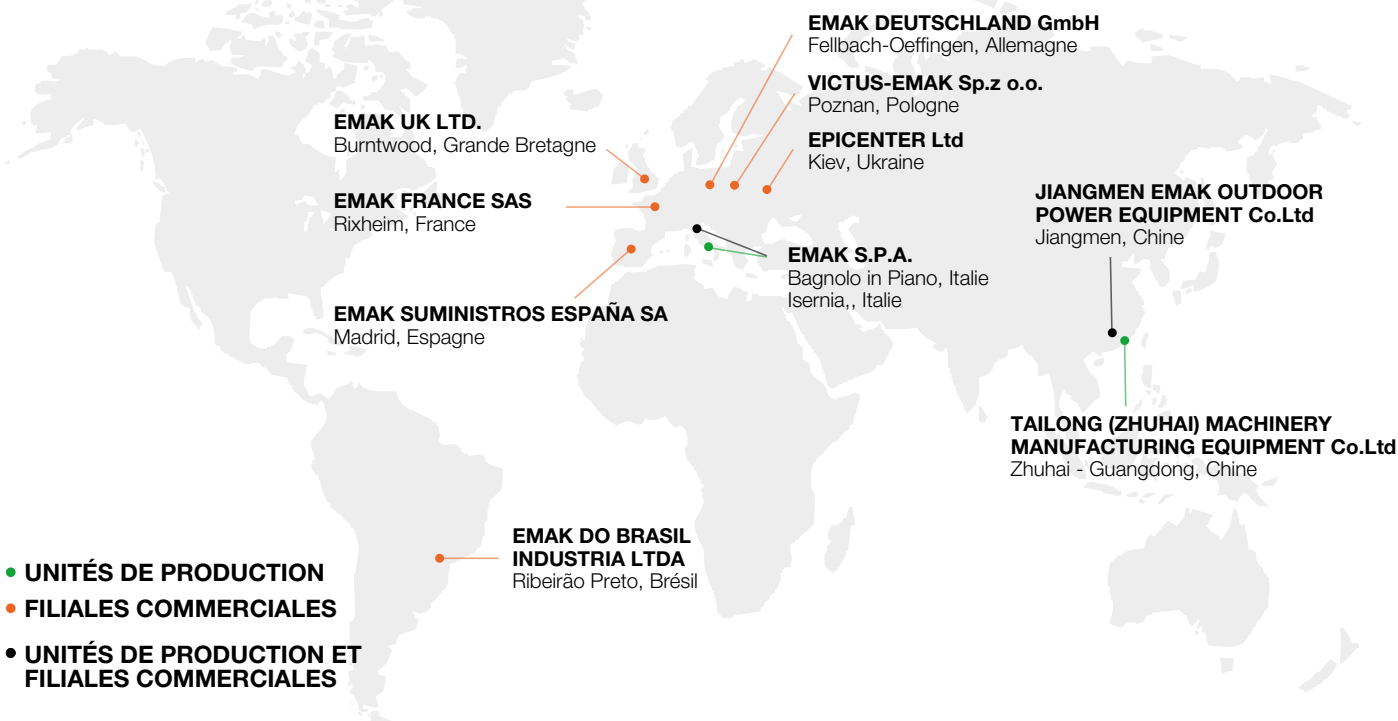 EMAK DEUTSCHLAND GmbH
Fellbach-Oeffingen, Allemagne
VICTUS-EMAK Sp.z o.o.
Poznan, Pologne
EMAK UK LTD.
Burntwood, Grande Bretagne
EPICENTER Ltd
Kiev, Ukraine
EMAK FRANCE SAS
Rixheim, France
JIANGMEN EMAK OUTDOOR
POWER EQUIPMENT Co.Ltd
Jiangmen, Chine
EMAK S.P.A.
Bagnolo in Piano, Italie
Isernia,, Italie
EMAK SUMINISTROS ESPAÑA SA
Madrid, Espagne
TAILONG (ZHUHAI) MACHINERY
MANUFACTURING EQUIPMENT Co.Ltd
Zhuhai - Guangdong, Chine
EMAK DO BRASIL
INDUSTRIA LTDA
Ribeirão Preto, Brésil
UNITÉS DE PRODUCTION
FILIALES COMMERCIALES
UNITÉS DE PRODUCTION ET
FILIALES COMMERCIALES